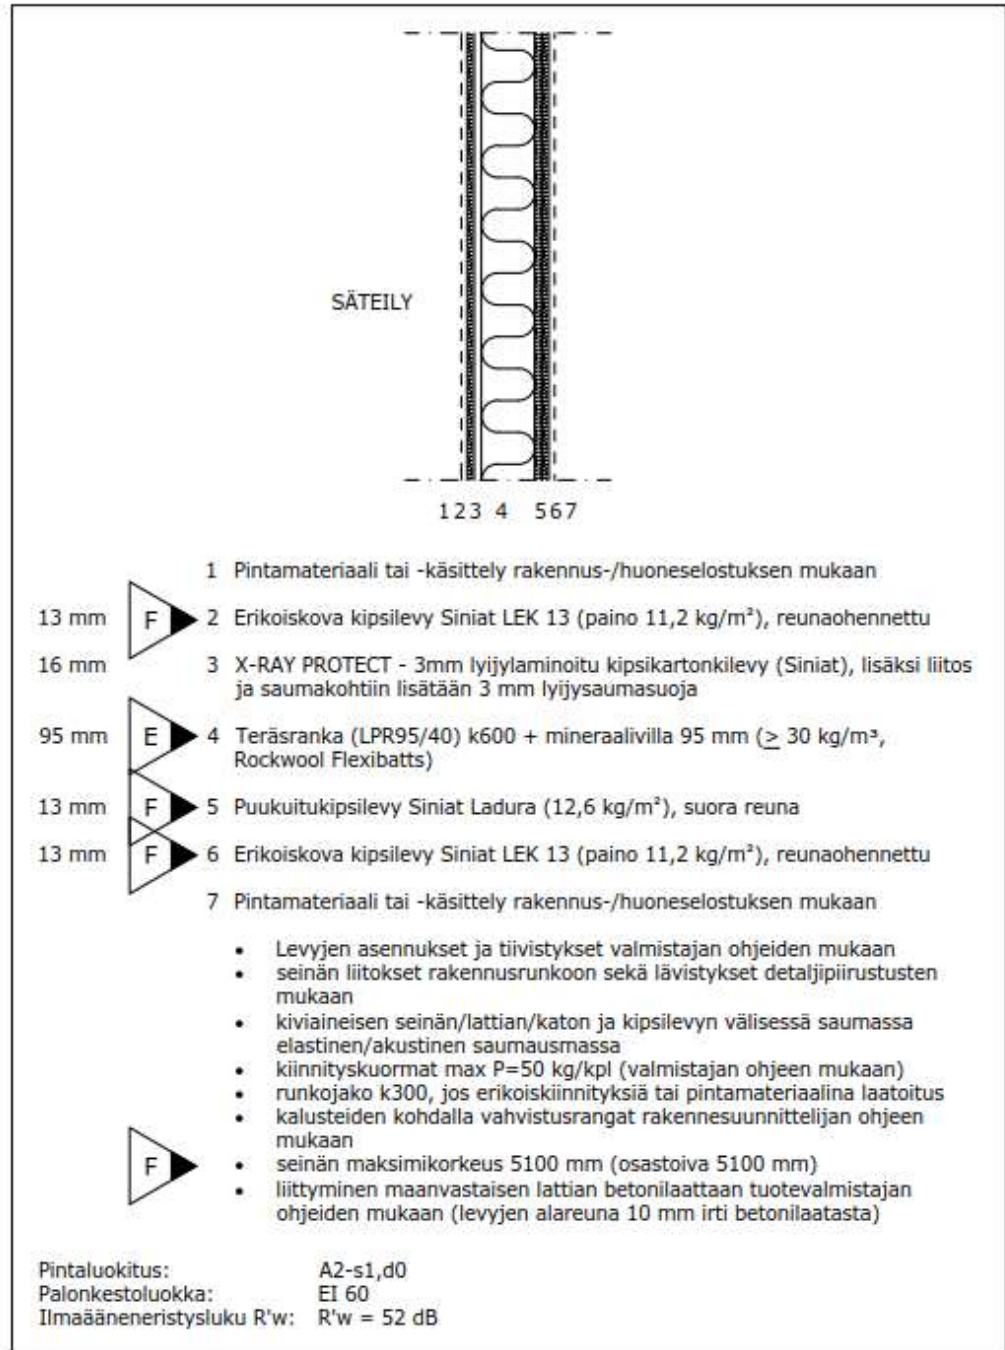 SÄTEILY
1 2 3 4 5 6 7
1 Pintamateriaali tai -käsittely rakennus-/huoneselostuksen mukaan
13 mm F 2 Erikoiskova kipsilevy Siniat LEK 13 (paino 11,2 kg/m²), reunaohennettu
16 mm 3 X-RAY PROTECT - 3mm lyijylaminoitu kipsikartonkilevy (Siniat), lisäksi liitos
ja saumakohtiin lisätään 3 mm lyijysaumasuoja
95 mm E 4 Teräsranka (LPR95/40) k600 + mineraalivilla 95 mm (≥ 30 kg/m³,
Rockwool Flexibatts)
13 mm F 5 Puukuitukipsilevy Siniat Ladura (12,6 kg/m²), suora reuna
13 mm F 6 Erikoiskova kipsilevy Siniat LEK 13 (paino 11,2 kg/m²), reunaohennettu
7 Pintamateriaali tai -käsittely rakennus-/huoneselostuksen mukaan
• Levyjen asennukset ja tiivistykset valmistajan ohjeiden mukaan
• seinän liitokset rakennusrunkoon sekä lävistykset detaljipiirustusten
mukaan
• kiviaineisen seinän/lattian/katon ja kipsilevyn välisessä saumassa
elastinen/akustinen saumausmassa
• kiinnityskuormat max P=50 kg/kpl (valmistajan ohjeen mukaan)
• runkojako k300, jos erikoiskiinnityksiä tai pintamateriaalina laatoitus
• kalusteiden kohdalla vahvistusrangat rakennesuunnittelijan ohjeen
mukaan
F • seinän maksimikorkeus 5100 mm (osastoiva 5100 mm)
• liittyminen maanvastaisen lattian betonilaattaan tuotevalmistajan
ohjeiden mukaan (levyjen alareuna 10 mm irti betonilaatasta)
Pintaluokitus: A2-s1,d0
Palonkestoluokka: EI 60
Ilmaääneneristysluku R'w: R'w = 52 dB